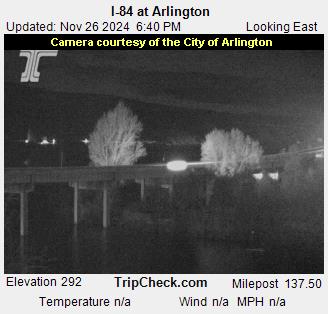 I-84 at Arlington
Updated: Nov 26 2024 6:40 PM Looking East
Camera courtesy of the City of Arlington
Elevation 292 TripCheck.com Milepost 137.50
Temperature n/a Wind n/a MPH n/a